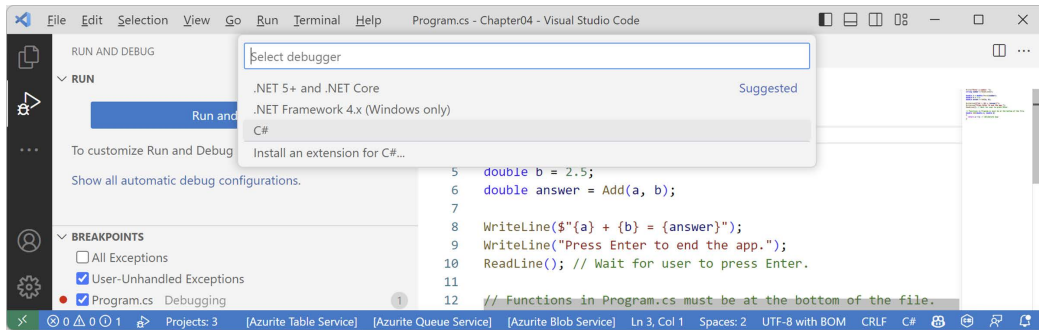 File Edit Selection View Go Run Terminal Help Program.cs - Chapter04 - Visual Studio Code
RUN AND DEBUG
Select debugger
RUN
.NET 5+ and .NET Core Suggested
.NET Framework 4.x (Windows only)
Run and
C#
To customize Run and Debug
Install an extension for C#...
5 double b = 2.5;
Show all automatic debug configurations.
6 double answer = Add(a, b);
7
8 WriteLine($"{a} + {b} = {answer}");
BREAKPOINTS
9 WriteLine("Press Enter to end the app.");
All Exceptions
10 ReadLine(); // Wait for user to press Enter.
User-Unhandled Exceptions
11
Program.cs Debugging 1
12 // Functions in Program.cs must be at the bottom of the file.
0 0 1 Projects: 3 [Azurite Table Service] [Azurite Queue Service] [Azurite Blob Service] Ln 3, Col 1 Spaces: 2 UTF-8 with BOM CRLF C#